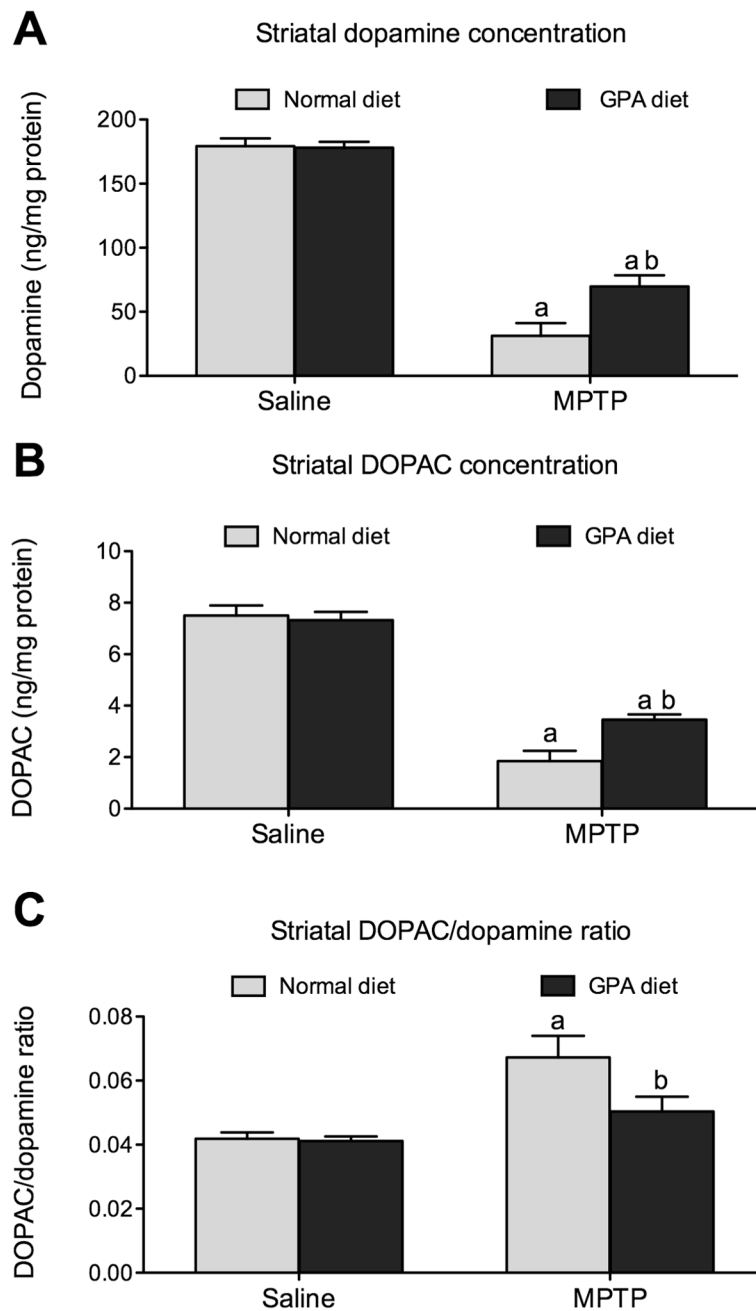 A
Striatal dopamine concentration
Normal diet
GPA diet
Dopamine (ng/mg protein)
200
150
100
50
0
a
a b
Saline
MPTP
B
Striatal DOPAC concentration
Normal diet
GPA diet
DOPAC (ng/mg protein)
10
8
6
4
2
0
a
a b
Saline
MPTP
C
Striatal DOPAC/dopamine ratio
Normal diet
GPA diet
DOPAC/dopamine ratio
0.08
0.06
0.04
0.02
0.00
a
b
Saline
MPTP